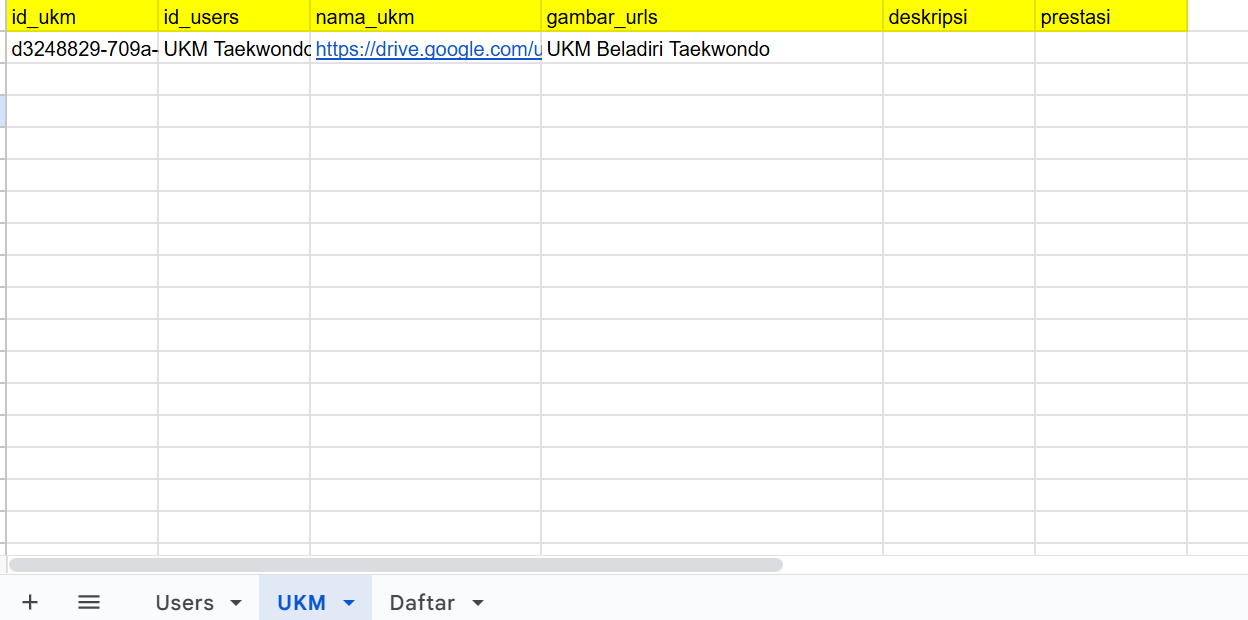 id_ukm id_users nama_ukm gambar_urls deskripsi prestasi
d3248829-709a- UKM Taekwondo https://drive.google.com/u UKM Beladiri Taekwondo
+ Users UKM Daftar